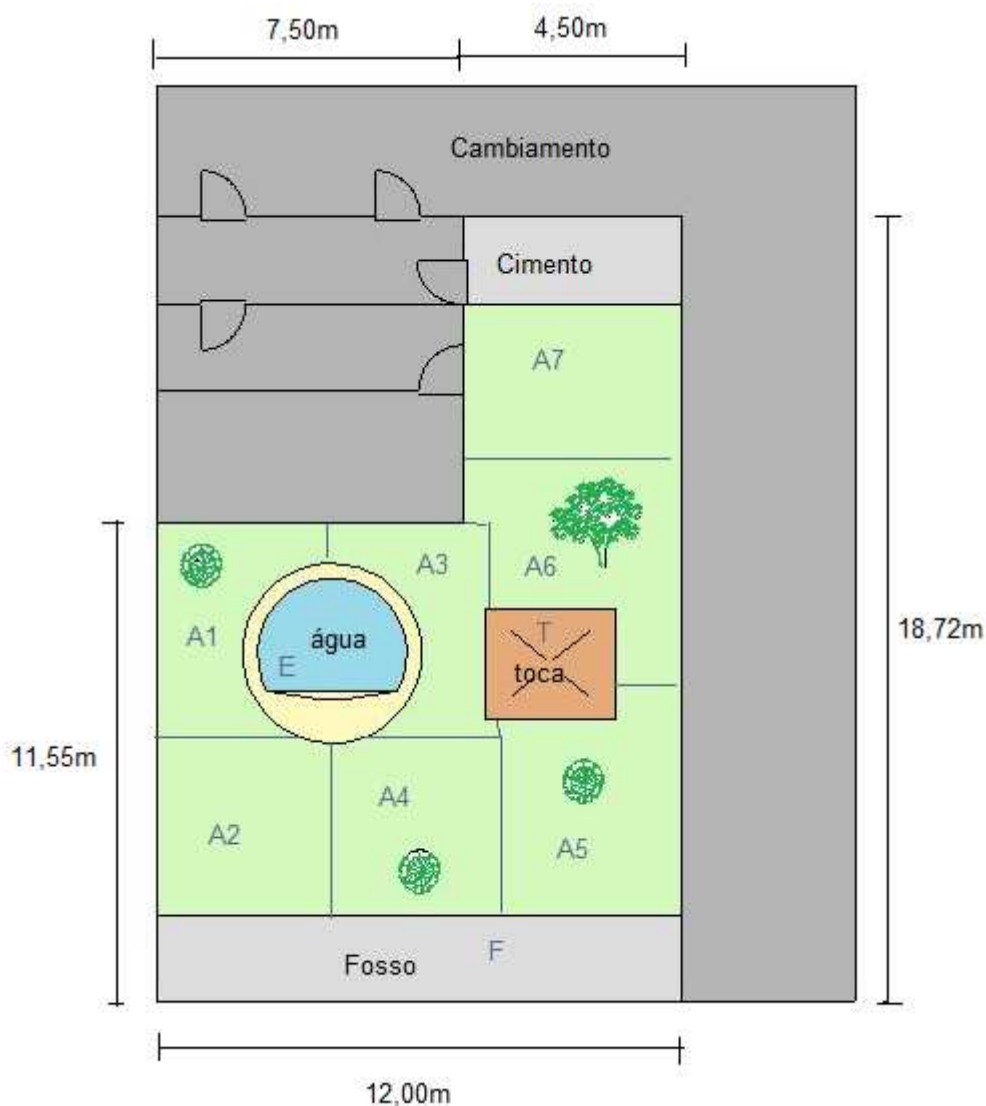 7,50m
4,50m
Cambiamento
Cimento
A7
A3
A6
A1
água
E
T
toca
18,72m
11,55m
A4
A2
A5
F
Fosso
12,00m